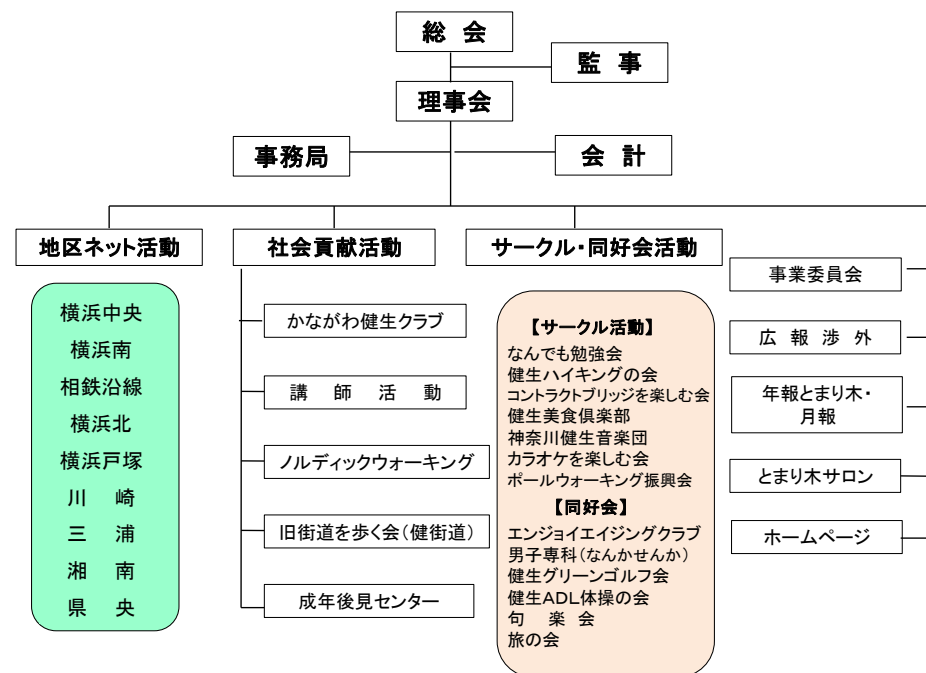 総 会
監 事
理事会
事務局
会 計
地区ネット活動
横浜中央
横浜南
相鉄沿線
横浜北
横浜戸塚
川 崎
三 浦
湘 南
県 央
社会貢献活動
かながわ健生クラブ
講 師 活 動
ノルディックウォーキング
旧街道を歩く会(健街道)
成年後見センター
サークル・同好会活動
【サークル活動】
なんでも勉強会
健生ハイキングの会
コントラクトブリッジを楽しむ会
健生美食倶楽部
神奈川健生音楽団
カラオケを楽しむ会
ポールウォーキング振興会
【同好会】
エンジョイエイジングクラブ
男子専科(なんかせんか)
健生グリーンゴルフ会
健生ADL体操の会
句 楽 会
旅の会
事業委員会
広 報 渉 外
年報とまり木・
月報
とまり木サロン
ホームページ